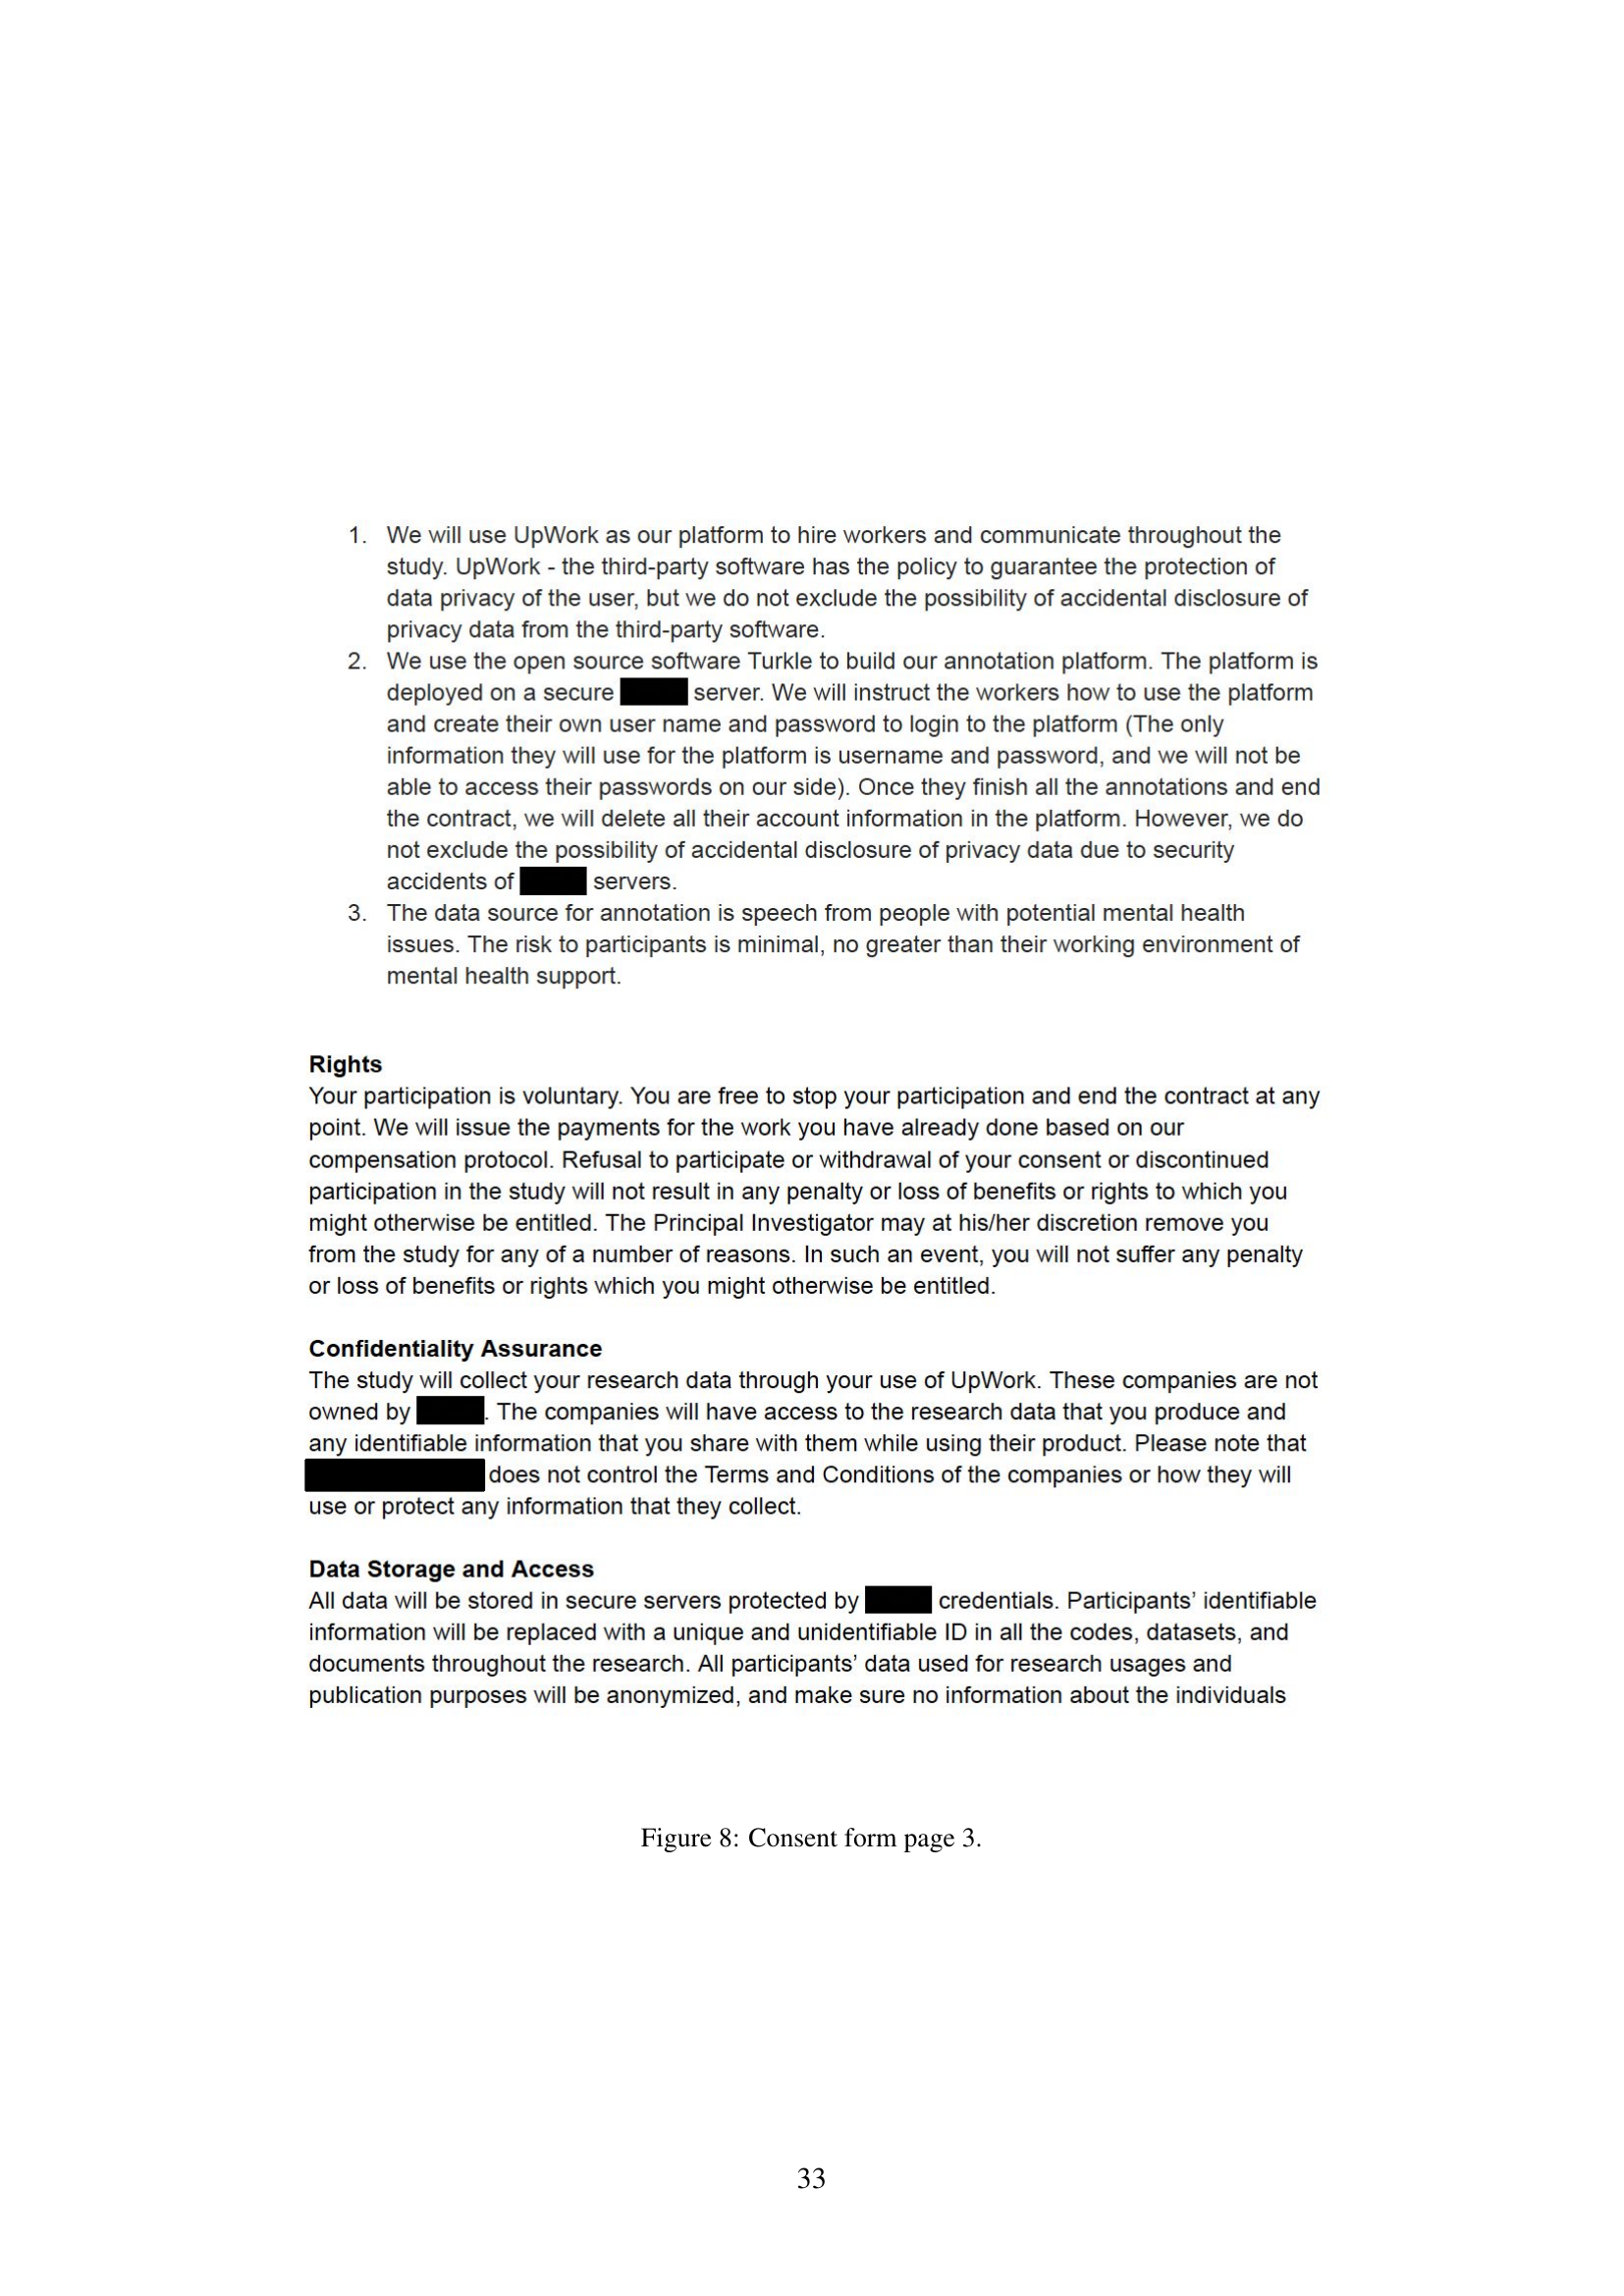 1. We will use UpWork as our platform to hire workers and communicate throughout the
study. UpWork - the third-party software has the policy to guarantee the protection of
data privacy of the user, but we do not exclude the possibility of accidental disclosure of
privacy data from the third-party software.
2. We use the open source software Turkle to build our annotation platform. The platform is
deployed on a secure server. We will instruct the workers how to use the platform
and create their own user name and password to login to the platform (The only
information they will use for the platform is username and password, and we will not be
able to access their passwords on our side). Once they finish all the annotations and end
the contract, we will delete all their account information in the platform. However, we do
not exclude the possibility of accidental disclosure of privacy data due to security
accidents of servers.
3. The data source for annotation is speech from people with potential mental health
issues. The risk to participants is minimal, no greater than their working environment of
mental health support.
Rights
Your participation is voluntary. You are free to stop your participation and end the contract at any
point. We will issue the payments for the work you have already done based on our
compensation protocol. Refusal to participate or withdrawal of your consent or discontinued
participation in the study will not result in any penalty or loss of benefits or rights to which you
might otherwise be entitled. The Principal Investigator may at his/her discretion remove you
from the study for any of a number of reasons. In such an event, you will not suffer any penalty
or loss of benefits or rights which you might otherwise be entitled.
Confidentiality Assurance
The study will collect your research data through your use of UpWork. These companies are not
owned by . The companies will have access to the research data that you produce and
any identifiable information that you share with them while using their product. Please note that
does not control the Terms and Conditions of the companies or how they will
use or protect any information that they collect.
Data Storage and Access
All data will be stored in secure servers protected by credentials. Participants’ identifiable
information will be replaced with a unique and unidentifiable ID in all the codes, datasets, and
documents throughout the research. All participants’ data used for research usages and
publication purposes will be anonymized, and make sure no information about the individuals
Figure 8: Consent form page 3.
33